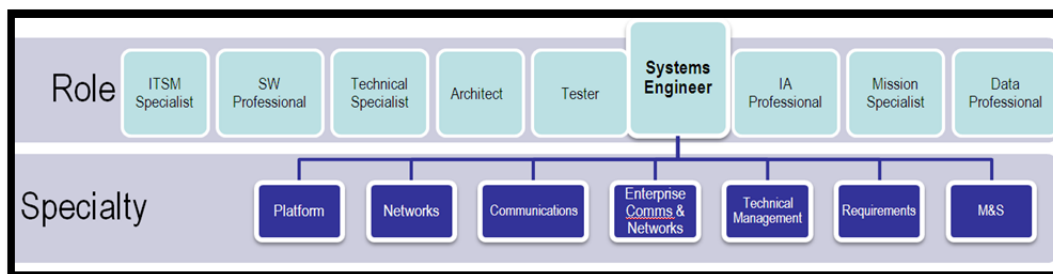 Role
ITSM
Specialist
SW
Professional
Technical
Specialist
Architect
Tester
Systems
Engineer
IA
Professional
Mission
Specialist
Data
Professional
Specialty
Platform
Networks
Communications
Enterprise
Comms &
Networks
Technical
Management
Requirements
M&S